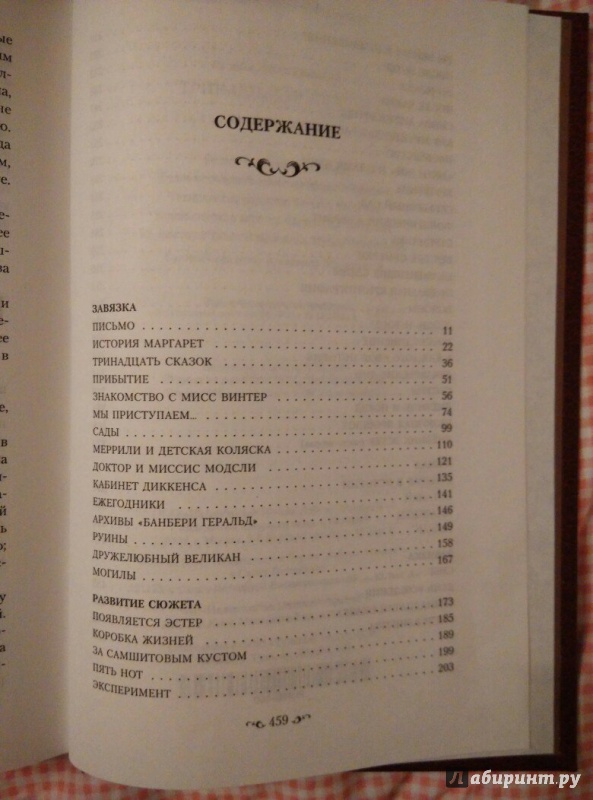 СОДЕРЖАНИЕ
ЗАВЯЗКА
ПИСЬМО 11
ИСТОРИЯ МАРГАРЕТ 22
ТРИНАДЦАТЬ СКАЗОК 36
ПРИБЫТИЕ 51
ЗНАКОМСТВО С МИСС ВИНТЕР 56
МЫ ПРИСТУПАЕМ... 74
САДЫ 99
МЕРРИЛИ И ДЕТСКАЯ КОЛЯСКА 110
ДОКТОР И МИССИС МОДСЛИ 121
КАБИНЕТ ДИККЕНСА 135
ЕЖЕГОДНИКИ 141
АРХИВЫ «БАНБЕРИ ГЕРАЛЬД» 146
РУИНЫ 149
ДРУЖЕЛЮБНЫЙ ВЕЛИКАН 158
МОГИЛЫ 167
РАЗВИТИЕ СЮЖЕТА
ПОЯВЛЯЕТСЯ ЭСТЕР 173
КОРОБКА ЖИЗНЕЙ 185
ЗА САМШИТОВЫМ КУСТОМ 189
ПЯТЬ НОТ 199
ЭКСПЕРИМЕНТ 203
459
Лабиринт.ру